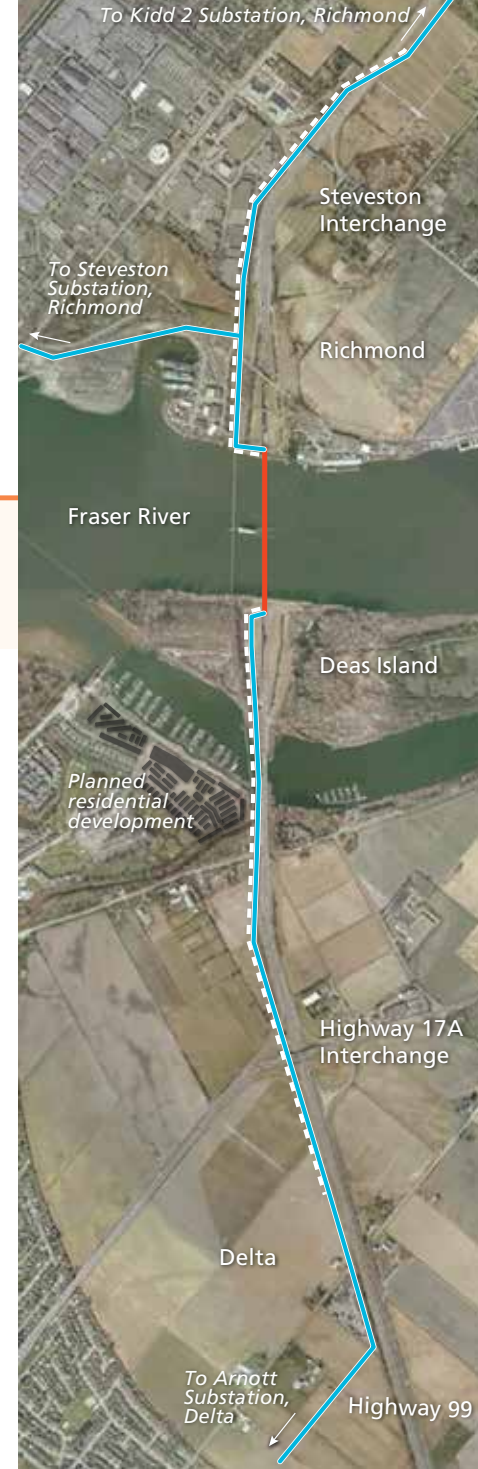 To Kidd 2 Substation, Richmond
Steveston
Interchange
To Steveston
Substation,
Richmond
Richmond
Fraser River
Deas Island
Planned
residential
development
Highway 17A
Interchange
Delta
To Arnott
Substation,
Delta
Highway 99